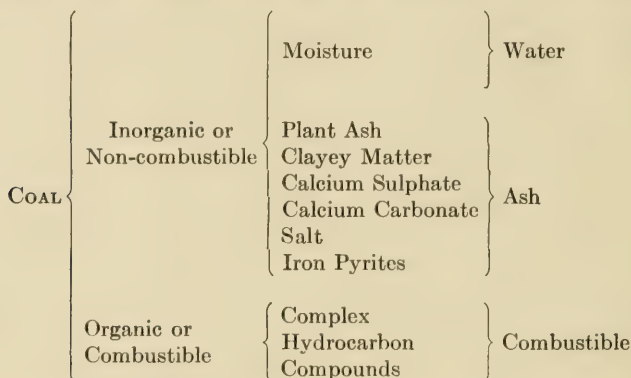 Moisture Water
Inorganic or
Non-combustible
Plant Ash
Clayey Matter
Calcium Sulphate
Calcium Carbonate
Salt
Iron Pyrites
Ash
COAL
Organic or
Combustible
Complex
Hydrocarbon
Compounds
Combustible